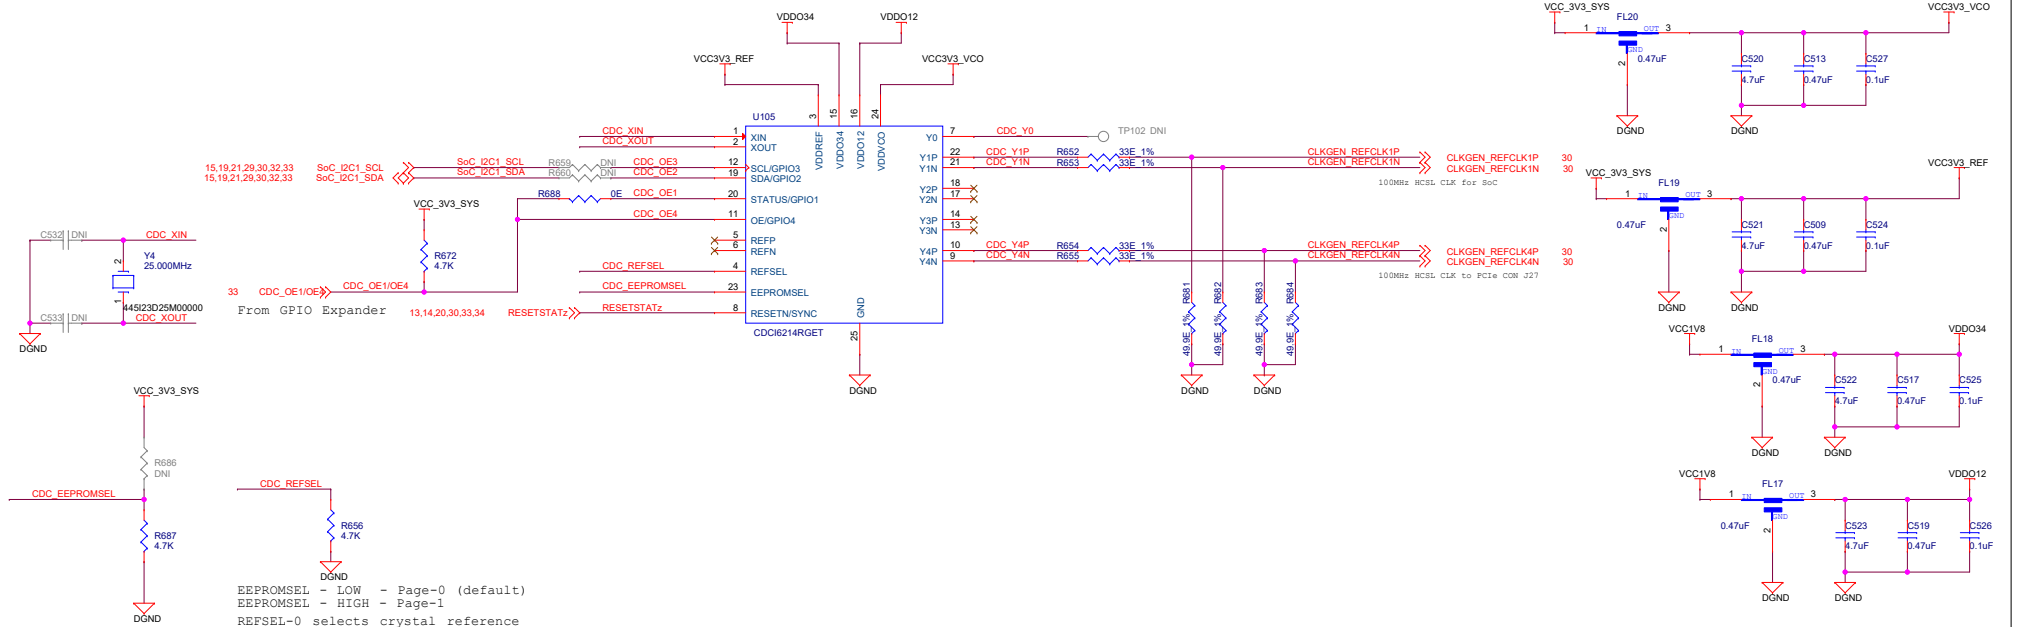 VDDO34
VDDO12
VCC3V3_REF
VCC3V3_VCO
3
15
16
24
U105
VDDREF
VDDO34
VDDO12
VDDVCO
CDC_XIN 1 XIN
CDC_XOUT 2 XOUT
15,19,21,29,30,32,33 SoC_I2C1_SCL SoC_I2C1_SCL R659 DNI CDC_OE3 12 SCL/GPIO3
15,19,21,29,30,32,33 SoC_I2C1_SDA SoC_I2C1_SDA R660 DNI CDC_OE2 19 SDA/GPIO2
R688 0E CDC_OE1 20 STATUS/GPIO1
CDC_OE4 11 OE/GPIO4
5 REFP
6 REFN
CDC_REFSEL 4 REFSEL
CDC_EEPROMSEL 23 EEPROMSEL
13,14,20,30,33,34 RESETSTATz RESETSTATz 8 RESETN/SYNC
GND
25
CDCI6214RGET
DGND
VCC_3V3_SYS
R672
4.7K
33 CDC_OE1/OE4 CDC_OE1/OE4
From GPIO Expander
C532 DNI CDC_XIN
2
Y4
25.000MHz
1
445I23D25M00000
C533 DNI CDC_XOUT
DGND
Y0 7 CDC_Y0 TP102 DNI
Y1P 22 CDC_Y1P R652 33E_1% CLKGEN_REFCLK1P CLKGEN_REFCLK1P 30
Y1N 21 CDC_Y1N R653 33E_1% CLKGEN_REFCLK1N CLKGEN_REFCLK1N 30
100MHz HCSL CLK for SoC
Y2P 18
Y2N 17
Y3P 14
Y3N 13
Y4P 10 CDC_Y4P R654 33E_1% CLKGEN_REFCLK4P CLKGEN_REFCLK4P 30
Y4N 9 CDC_Y4N R655 33E_1% CLKGEN_REFCLK4N CLKGEN_REFCLK4N 30
100MHz HCSL CLK to PCIe CON J27
49.9E_1% R681
49.9E_1% R682
49.9E_1% R683
49.9E_1% R684
DGND
DGND
VCC_3V3_SYS
FL20
VCC3V3_VCO
1 IN OUT 3
GND
2
0.47uF
C520
4.7uF
C513
0.47uF
C527
0.1uF
DGND
DGND
VCC_3V3_SYS
FL19
VCC3V3_REF
1 IN OUT 3
GND
2
0.47uF
C521
4.7uF
C509
0.47uF
C524
0.1uF
DGND
DGND
VCC1V8
FL18
VDDO34
1 IN OUT 3
GND
2
0.47uF
C522
4.7uF
C517
0.47uF
C525
0.1uF
DGND
DGND
VCC1V8
FL17
VDDO12
1 IN OUT 3
GND
2
0.47uF
C523
4.7uF
C519
0.47uF
C526
0.1uF
DGND
DGND
VCC_3V3_SYS
R686
DNI
CDC_EEPROMSEL
R687
4.7K
DGND
CDC_REFSEL
R656
4.7K
DGND
EEPROMSEL - LOW - Page-0 (default)
EEPROMSEL - HIGH - Page-1
REFSEL-0 selects crystal reference